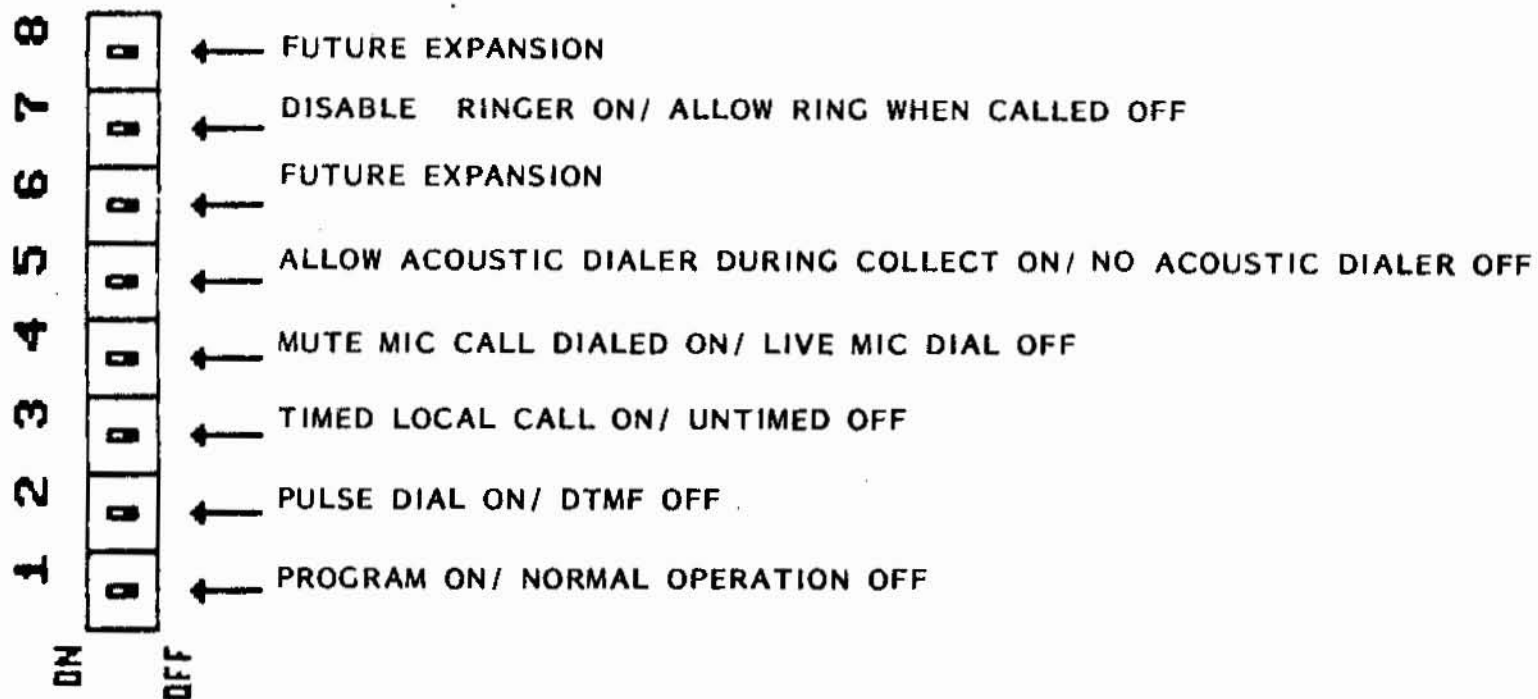 8 FUTURE EXPANSION
7 DISABLE RINGER ON/ ALLOW RING WHEN CALLED OFF
6 FUTURE EXPANSION
5 ALLOW ACOUSTIC DIALER DURING COLLECT ON/ NO ACOUSTIC DIALER OFF
4 MUTE MIC CALL DIALED ON/ LIVE MIC DIAL OFF
3 TIMED LOCAL CALL ON/ UNTIMED OFF
2 PULSE DIAL ON/ DTMF OFF
1 PROGRAM ON/ NORMAL OPERATION OFF
ON OFF